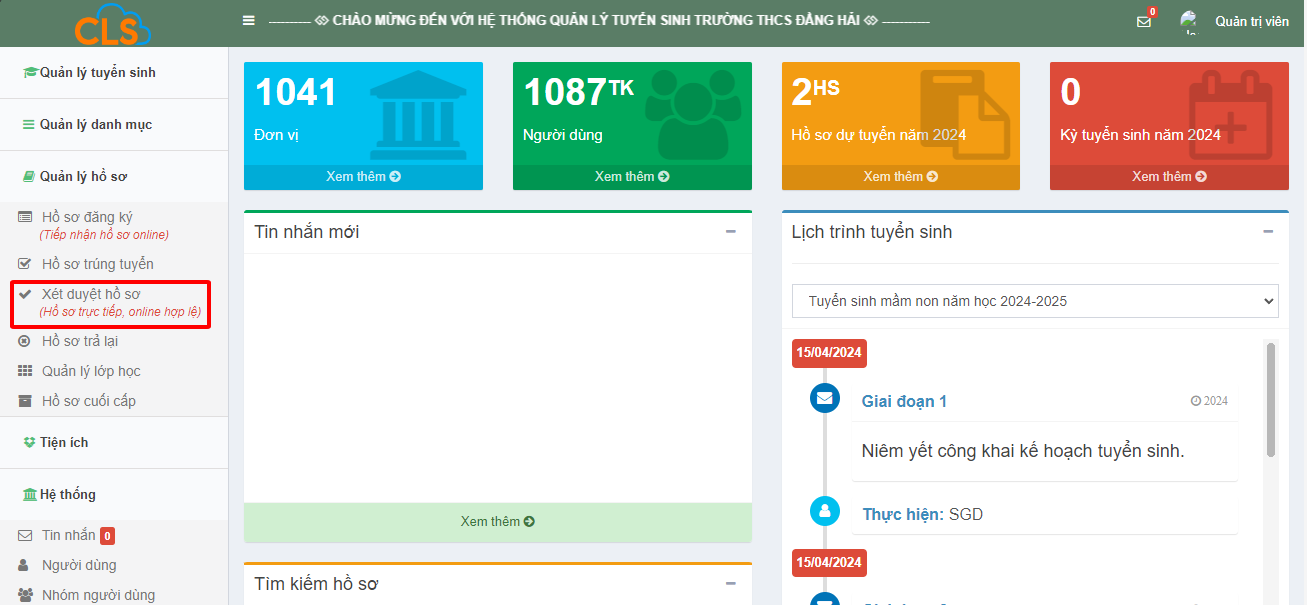 CLS
---------- <=> CHÀO MỪNG ĐẾN VỚI HỆ THỐNG QUẢN LÝ TUYỂN SINH TRƯỜNG THCS ĐẰNG HẢI <=> -----------
0
Quản trị viên
Quản lý tuyển sinh
Quản lý danh mục
Quản lý hồ sơ
Hồ sơ đăng ký
(Tiếp nhận hồ sơ online)
Hồ sơ trúng tuyển
Xét duyệt hồ sơ
(Hồ sơ trực tiếp, online hợp lệ)
Hồ sơ trả lại
Quản lý lớp học
Hồ sơ cuối cấp
Tiện ích
Hệ thống
Tin nhắn 0
Người dùng
Nhóm người dùng
1041
Đơn vị
Xem thêm
1087TK
Người dùng
Xem thêm
2HS
Hồ sơ dự tuyển năm 2024
Xem thêm
0
Kỳ tuyển sinh năm 2024
Xem thêm
Tin nhắn mới
Xem thêm
Tìm kiếm hồ sơ
Lịch trình tuyển sinh
Tuyển sinh mầm non năm học 2024-2025
15/04/2024
Giai đoạn 1
2024
Niêm yết công khai kế hoạch tuyển sinh.
Thực hiện: SGD
15/04/2024